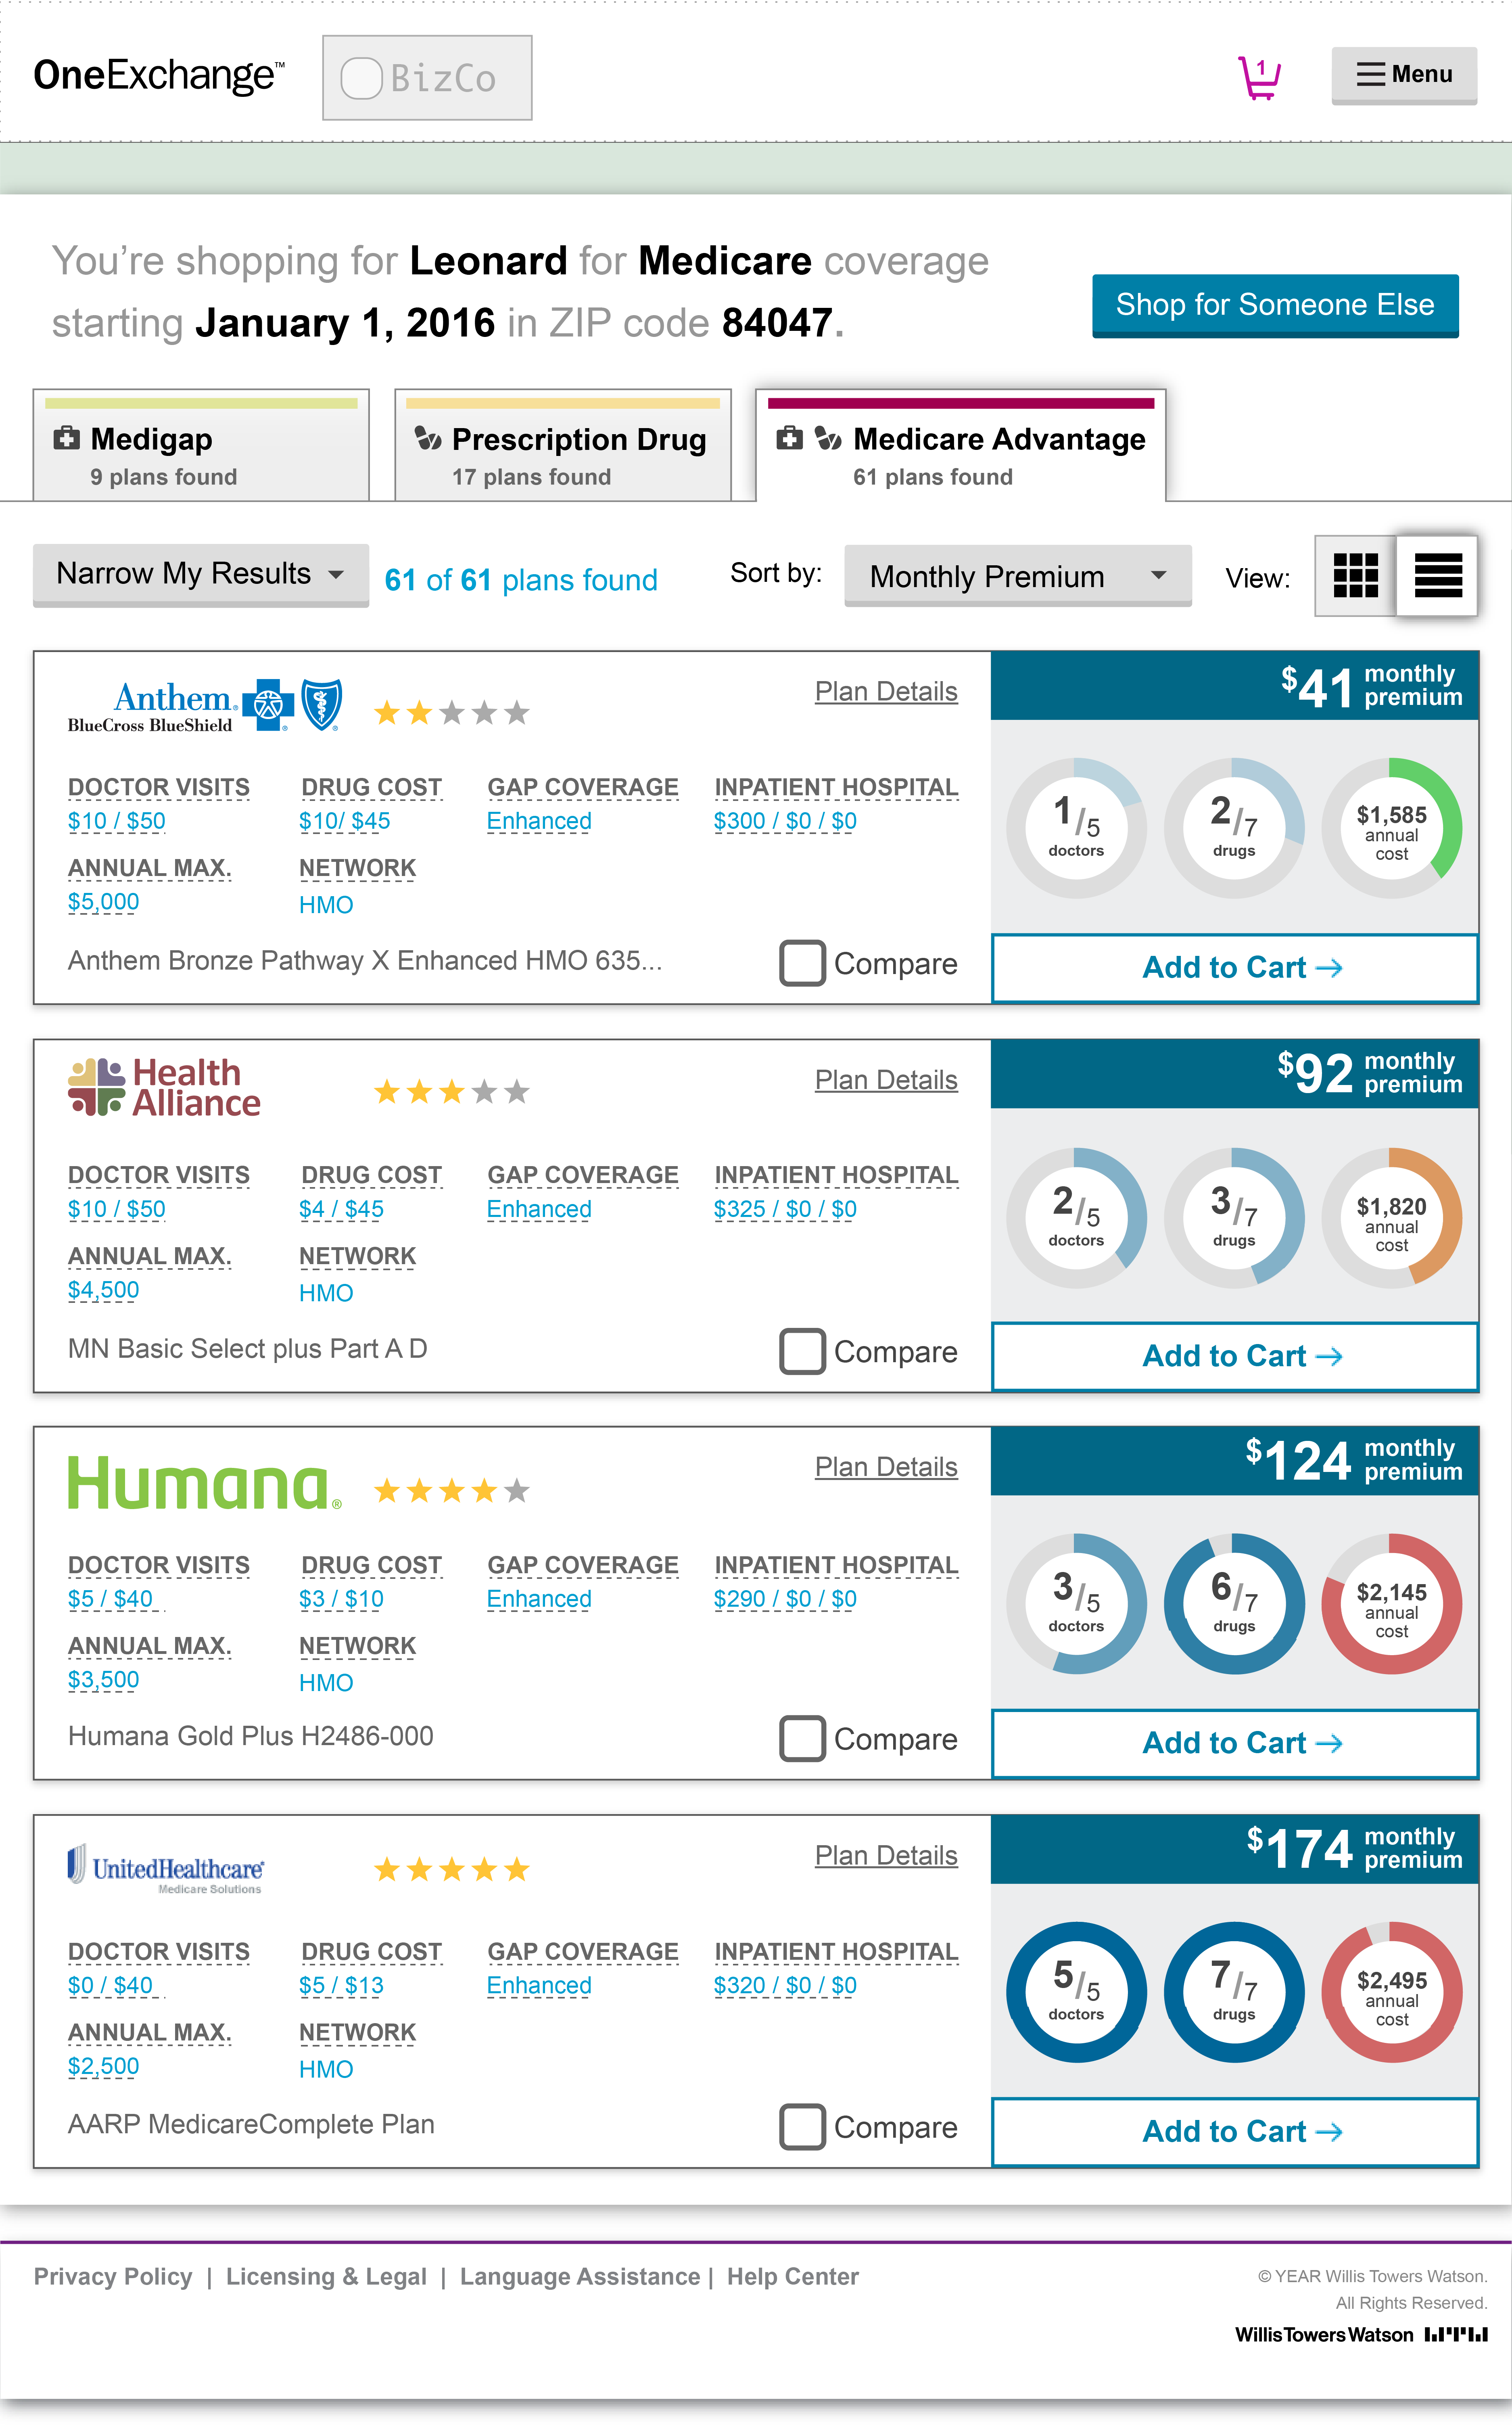 OneExchange™
BizCo
1
Menu
You’re shopping for Leonard for Medicare coverage
starting January 1, 2016 in ZIP code 84047.
Shop for Someone Else
Medigap
9 plans found
Prescription Drug
17 plans found
Medicare Advantage
61 plans found
Narrow My Results
61 of 61 plans found
Sort by:
Monthly Premium
View:
Anthem®
BlueCross BlueShield
Plan Details
$41 monthly premium
DOCTOR VISITS
$10 / $50
DRUG COST
$10/ $45
GAP COVERAGE
Enhanced
INPATIENT HOSPITAL
$300 / $0 / $0
ANNUAL MAX.
$5,000
NETWORK
HMO
1/5 doctors
2/7 drugs
$1,585 annual cost
Anthem Bronze Pathway X Enhanced HMO 635...
Compare
Add to Cart →
Health
Alliance
Plan Details
$92 monthly premium
DOCTOR VISITS
$10 / $50
DRUG COST
$4 / $45
GAP COVERAGE
Enhanced
INPATIENT HOSPITAL
$325 / $0 / $0
ANNUAL MAX.
$4,500
NETWORK
HMO
2/5 doctors
3/7 drugs
$1,820 annual cost
MN Basic Select plus Part A D
Compare
Add to Cart →
Humana®
Plan Details
$124 monthly premium
DOCTOR VISITS
$5 / $40
DRUG COST
$3 / $10
GAP COVERAGE
Enhanced
INPATIENT HOSPITAL
$290 / $0 / $0
ANNUAL MAX.
$3,500
NETWORK
HMO
3/5 doctors
6/7 drugs
$2,145 annual cost
Humana Gold Plus H2486-000
Compare
Add to Cart →
UnitedHealthcare®
Medicare Solutions
Plan Details
$174 monthly premium
DOCTOR VISITS
$0 / $40
DRUG COST
$5 / $13
GAP COVERAGE
Enhanced
INPATIENT HOSPITAL
$320 / $0 / $0
ANNUAL MAX.
$2,500
NETWORK
HMO
5/5 doctors
7/7 drugs
$2,495 annual cost
AARP MedicareComplete Plan
Compare
Add to Cart →
Privacy Policy | Licensing & Legal | Language Assistance | Help Center
© YEAR Willis Towers Watson.
All Rights Reserved.
WillisTowersWatson